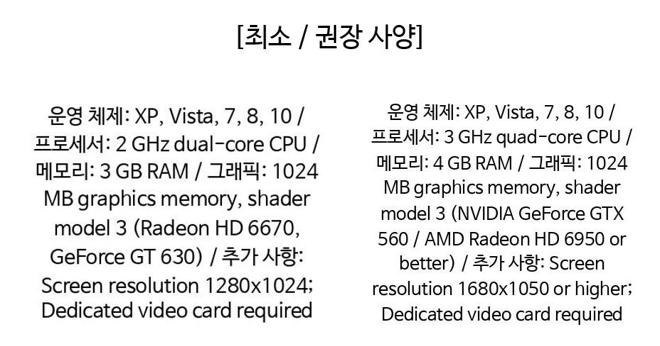 [최소 / 권장 사양]
운영 체제: XP, Vista, 7, 8, 10 /
프로세서: 2 GHz dual-core CPU /
메모리: 3 GB RAM / 그래픽: 1024
MB graphics memory, shader
model 3 (Radeon HD 6670,
GeForce GT 630) / 추가 사항:
Screen resolution 1280x1024;
Dedicated video card required
운영 체제: XP, Vista, 7, 8, 10 /
프로세서: 3 GHz quad-core CPU /
메모리: 4 GB RAM / 그래픽: 1024
MB graphics memory, shader
model 3 (NVIDIA GeForce GTX
560 / AMD Radeon HD 6950 or
better) / 추가 사항: Screen
resolution 1680x1050 or higher;
Dedicated video card required